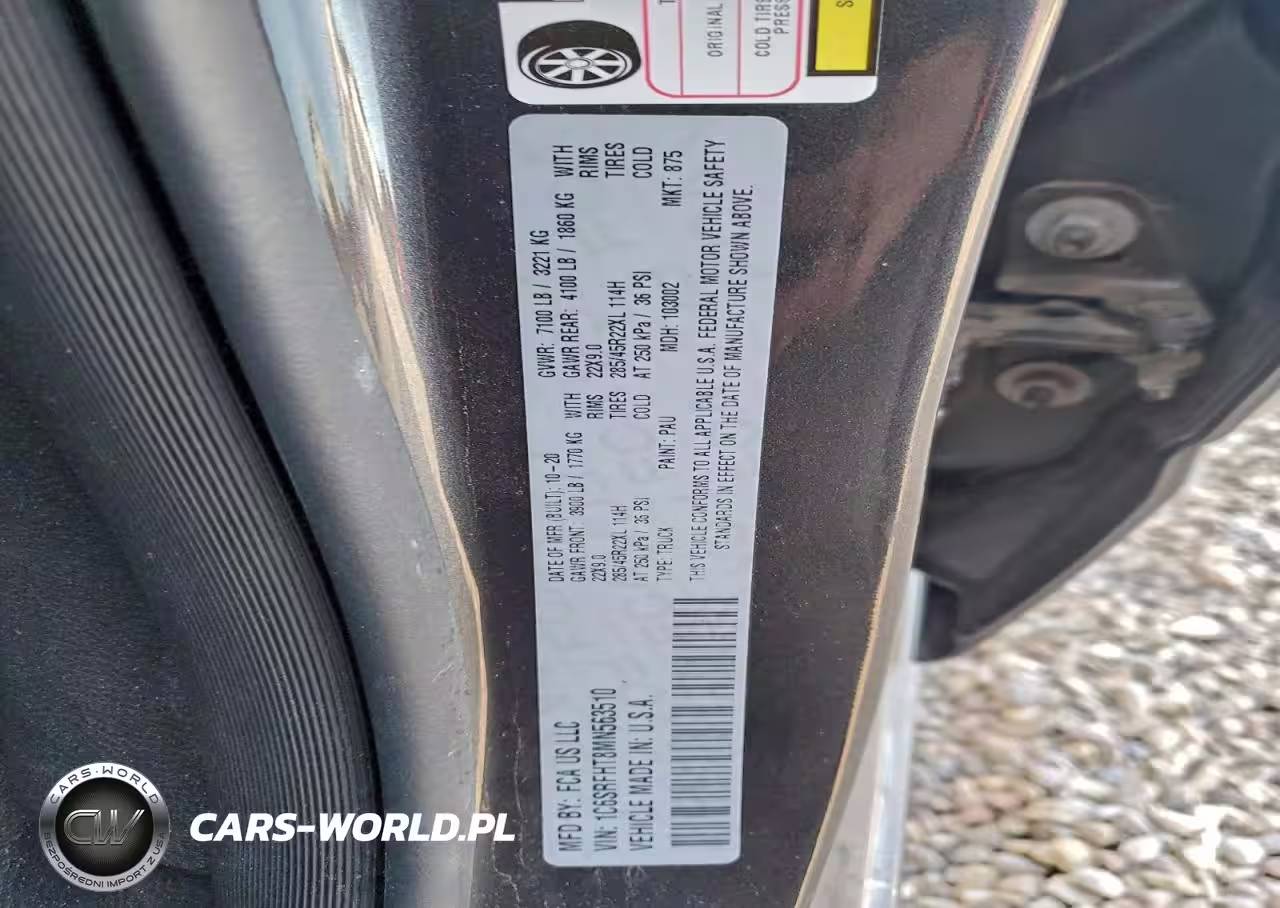 T
ORIGINAL
COLD TIRE
PRESS
S
MFD BY: FCA US LLC
VIN: 1C6SRFHT8MN563510
VEHICLE MADE IN: U.S.A.
DATE OF MFR (BUILT): 10-20 GVWR: 7100 LB / 3221 KG
GAWR FRONT: 3900 LB / 1770 KG WITH GAWR REAR: 4100 LB / 1860 KG WITH
22X9.0 RIMS 22X9.0 RIMS
285/45R22XL 114H TIRES 285/45R22XL 114H TIRES
AT 250 kPa / 36 PSI COLD AT 250 kPa / 36 PSI COLD
TYPE: TRUCK PAINT: PAU MDH: 103002 MKT: 875
THIS VEHICLE CONFORMS TO ALL APPLICABLE U.S.A. FEDERAL MOTOR VEHICLE SAFETY
STANDARDS IN EFFECT ON THE DATE OF MANUFACTURE SHOWN ABOVE.
CARS-WORLD
CW
BEZPOŚREDNI IMPORT Z USA
CARS-WORLD.PL